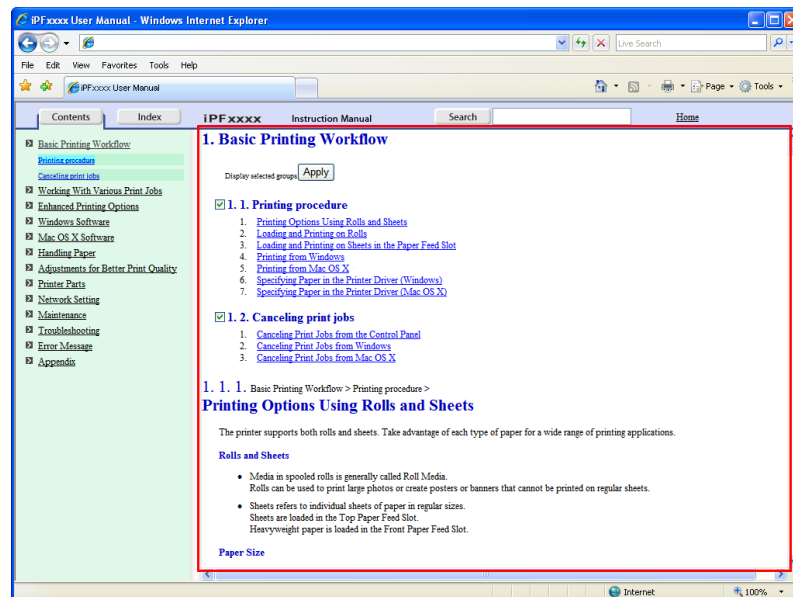 iPFxxxx User Manual - Windows Internet Explorer
Live Search
File Edit View Favorites Tools Help
iPFxxxx User Manual
Page Tools
Contents Index iPFxxxx Instruction Manual Search Home
Basic Printing Workflow
Printing procedure
Canceling print jobs
Working With Various Print Jobs
Enhanced Printing Options
Windows Software
Mac OS X Software
Handling Paper
Adjustments for Better Print Quality
Printer Parts
Network Setting
Maintenance
Troubleshooting
Error Message
Appendix
1. Basic Printing Workflow
Display selected groups Apply
1. 1. Printing procedure
1. Printing Options Using Rolls and Sheets
2. Loading and Printing on Rolls
3. Loading and Printing on Sheets in the Paper Feed Slot
4. Printing from Windows
5. Printing from Mac OS X
6. Specifying Paper in the Printer Driver (Windows)
7. Specifying Paper in the Printer Driver (Mac OS X)
1. 2. Canceling print jobs
1. Canceling Print Jobs from the Control Panel
2. Canceling Print Jobs from Windows
3. Canceling Print Jobs from Mac OS X
1. 1. 1. Basic Printing Workflow > Printing procedure >
Printing Options Using Rolls and Sheets
The printer supports both rolls and sheets. Take advantage of each type of paper for a wide range of printing applications.
Rolls and Sheets
• Media in spooled rolls is generally called Roll Media.
Rolls can be used to print large photos or create posters or banners that cannot be printed on regular sheets.
• Sheets refers to individual sheets of paper in regular sizes.
Sheets are loaded in the Top Paper Feed Slot.
Heavyweight paper is loaded in the Front Paper Feed Slot.
Paper Size
Internet 100%